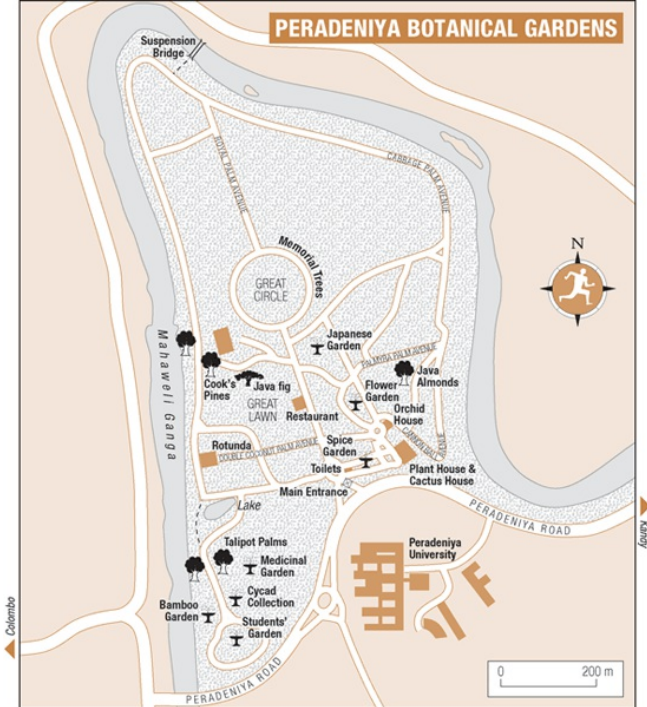 PERADENIYA BOTANICAL GARDENS
Suspension
Bridge
ROYAL PALM AVENUE
CABBAGE PALM AVENUE
N
Memorial Trees
GREAT
CIRCLE
Japanese
Garden
PALMYRA PALM AVENUE
Mahaweli Ganga
Cook's
Pines
Java fig
Flower
Garden
Java
Almonds
GREAT
LAWN
Restaurant
Orchid
House
CANNON BALL AVENUE
Rotunda
DOUBLE COCONUT PALM AVENUE
Spice
Garden
Toilets
Plant House &
Cactus House
Main Entrance
Lake
PERADENIYA ROAD
Kandy
Talipot Palms
Peradeniya
University
Medicinal
Garden
Cycad
Collection
Bamboo
Garden
Students'
Garden
Colombo
PERADENIYA ROAD
0 200 m